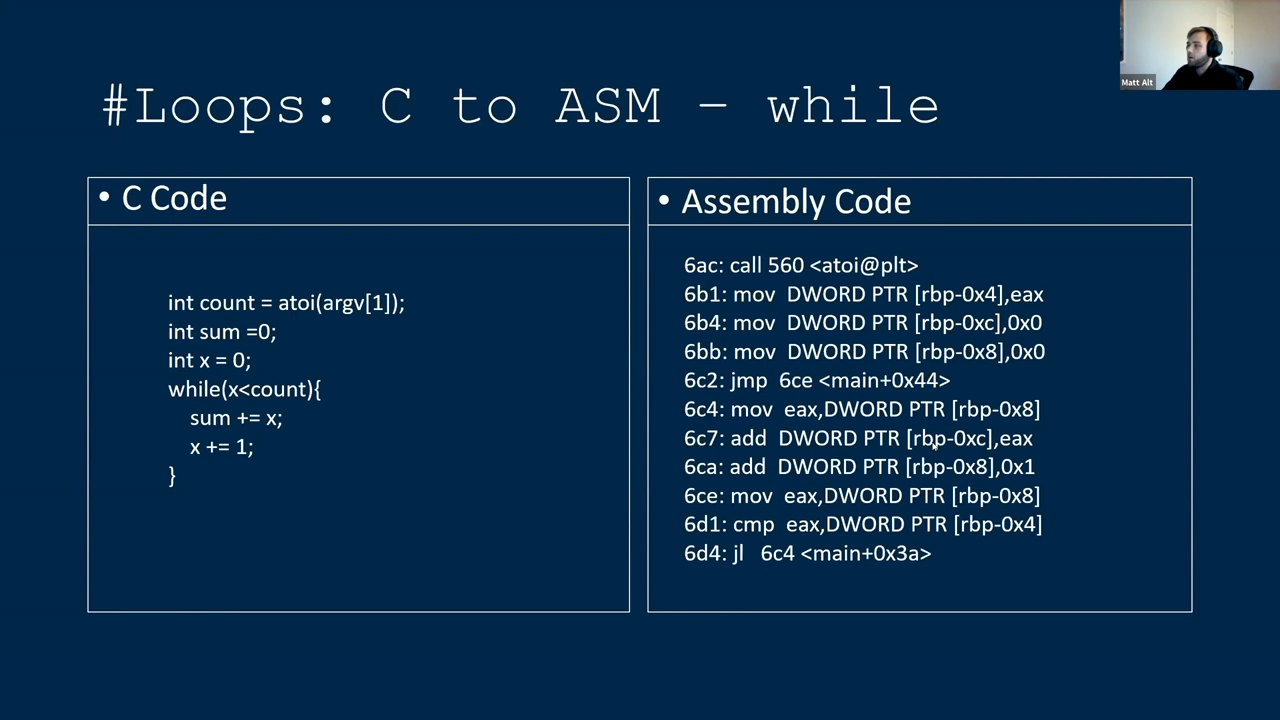 Matt Alt
#Loops: C to ASM – while
• C Code
int count = atoi(argv[1]);
int sum =0;
int x = 0;
while(x<count){
sum += x;
x += 1;
}
• Assembly Code
6ac: call 560 <atoi@plt>
6b1: mov DWORD PTR [rbp-0x4],eax
6b4: mov DWORD PTR [rbp-0xc],0x0
6bb: mov DWORD PTR [rbp-0x8],0x0
6c2: jmp 6ce <main+0x44>
6c4: mov eax,DWORD PTR [rbp-0x8]
6c7: add DWORD PTR [rbp-0xc],eax
6ca: add DWORD PTR [rbp-0x8],0x1
6ce: mov eax,DWORD PTR [rbp-0x8]
6d1: cmp eax,DWORD PTR [rbp-0x4]
6d4: jl 6c4 <main+0x3a>